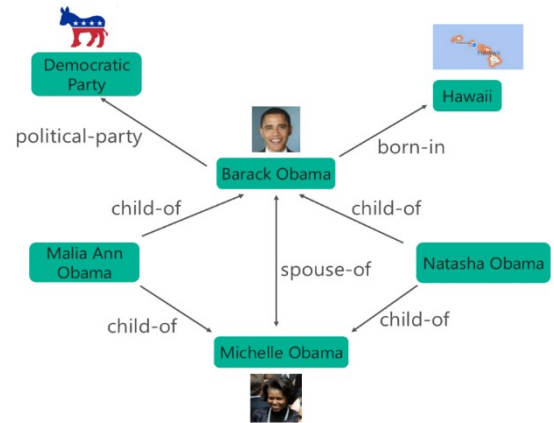 Democratic
Party
Hawaii
Hawaii
political-party
born-in
Barack Obama
child-of
child-of
Malia Ann
Obama
spouse-of
Natasha Obama
child-of
child-of
Michelle Obama